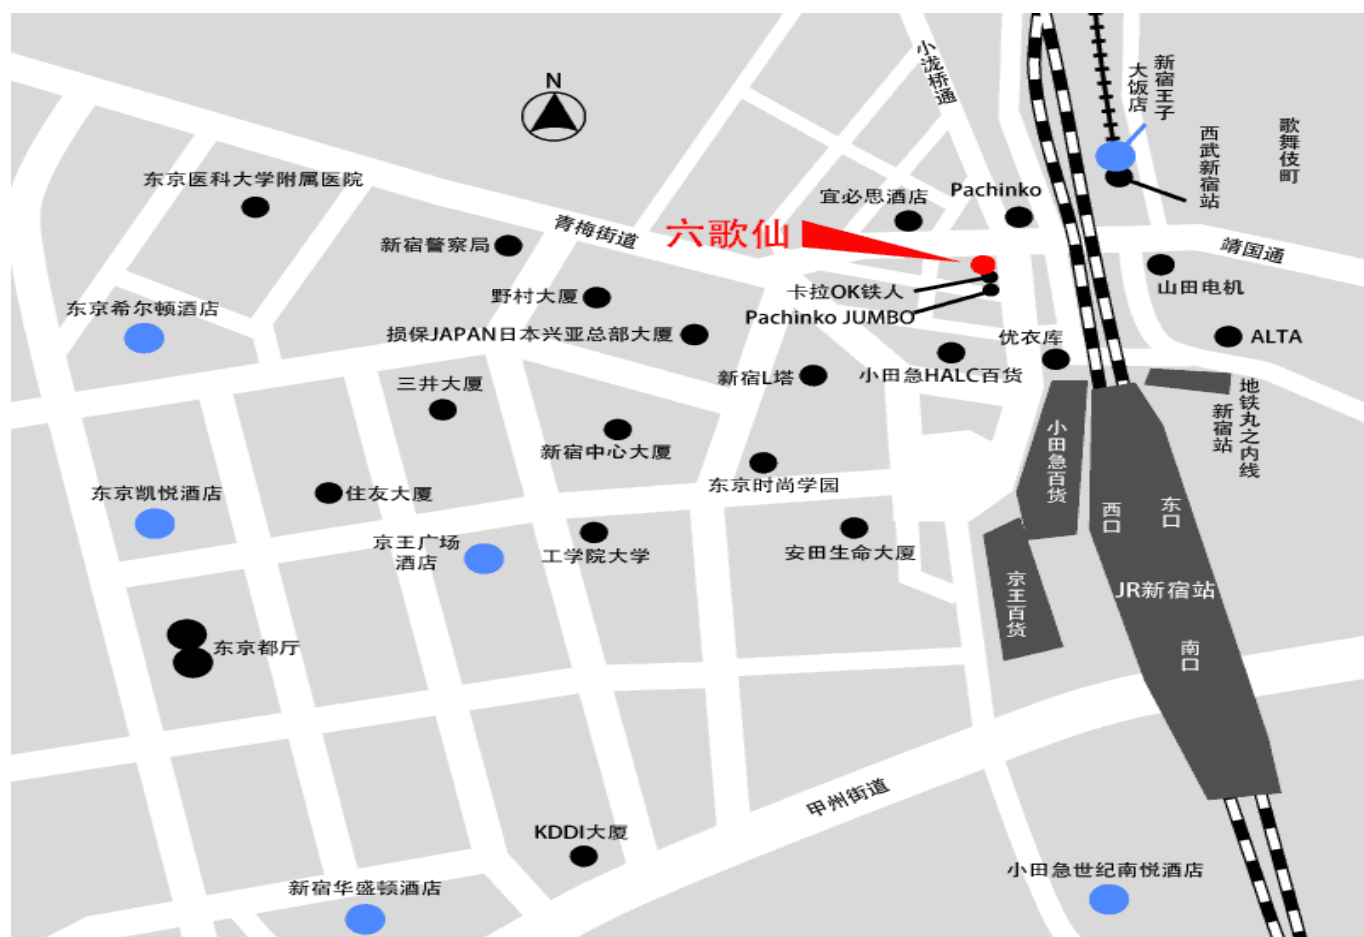 N
小泷桥通
新宿王子
大饭店
西武新宿站
歌舞伎町
东京医科大学附属医院
宜必思酒店
Pachinko
青梅街道
六歌仙
新宿警察局
靖国通
野村大厦
卡拉OK铁人
山田电机
东京希尔顿酒店
Pachinko JUMBO
损保JAPAN日本兴亚总部大厦
优衣库
ALTA
三井大厦
新宿L塔
小田急HALC百货
地铁丸之内线
新宿站
新宿中心大厦
小田急百货
东京时尚学园
东京凯悦酒店
住友大厦
西口
东口
京王广场
酒店
工学院大学
安田生命大厦
京王百货
JR新宿站
东京都厅
南口
甲州街道
KDDI大厦
新宿华盛顿酒店
小田急世纪南悦酒店